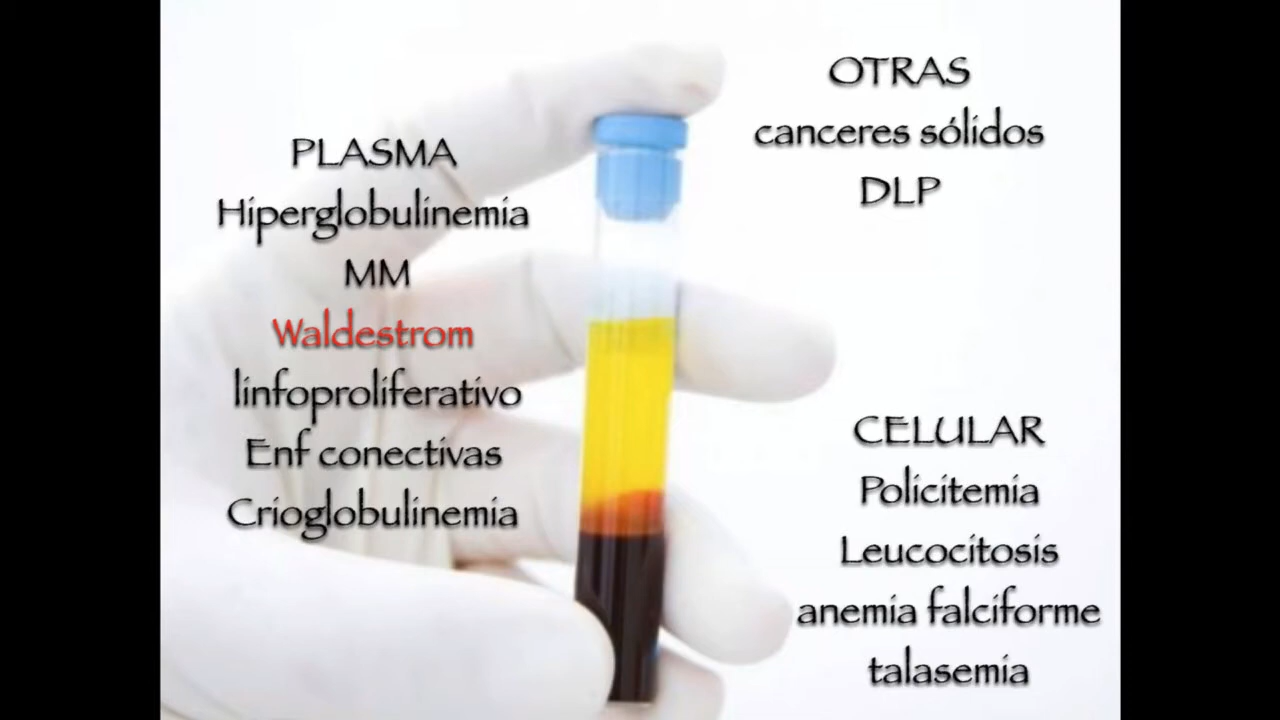 PLASMA
Hiperglobulinemia
MM
Waldestrom
linfoproliferativo
Enf conectivas
Crioglobulinemia
OTRAS
canceres sólidos
DLP
CELULAR
Policitemia
Leucocitosis
anemia falciforme
talasemia